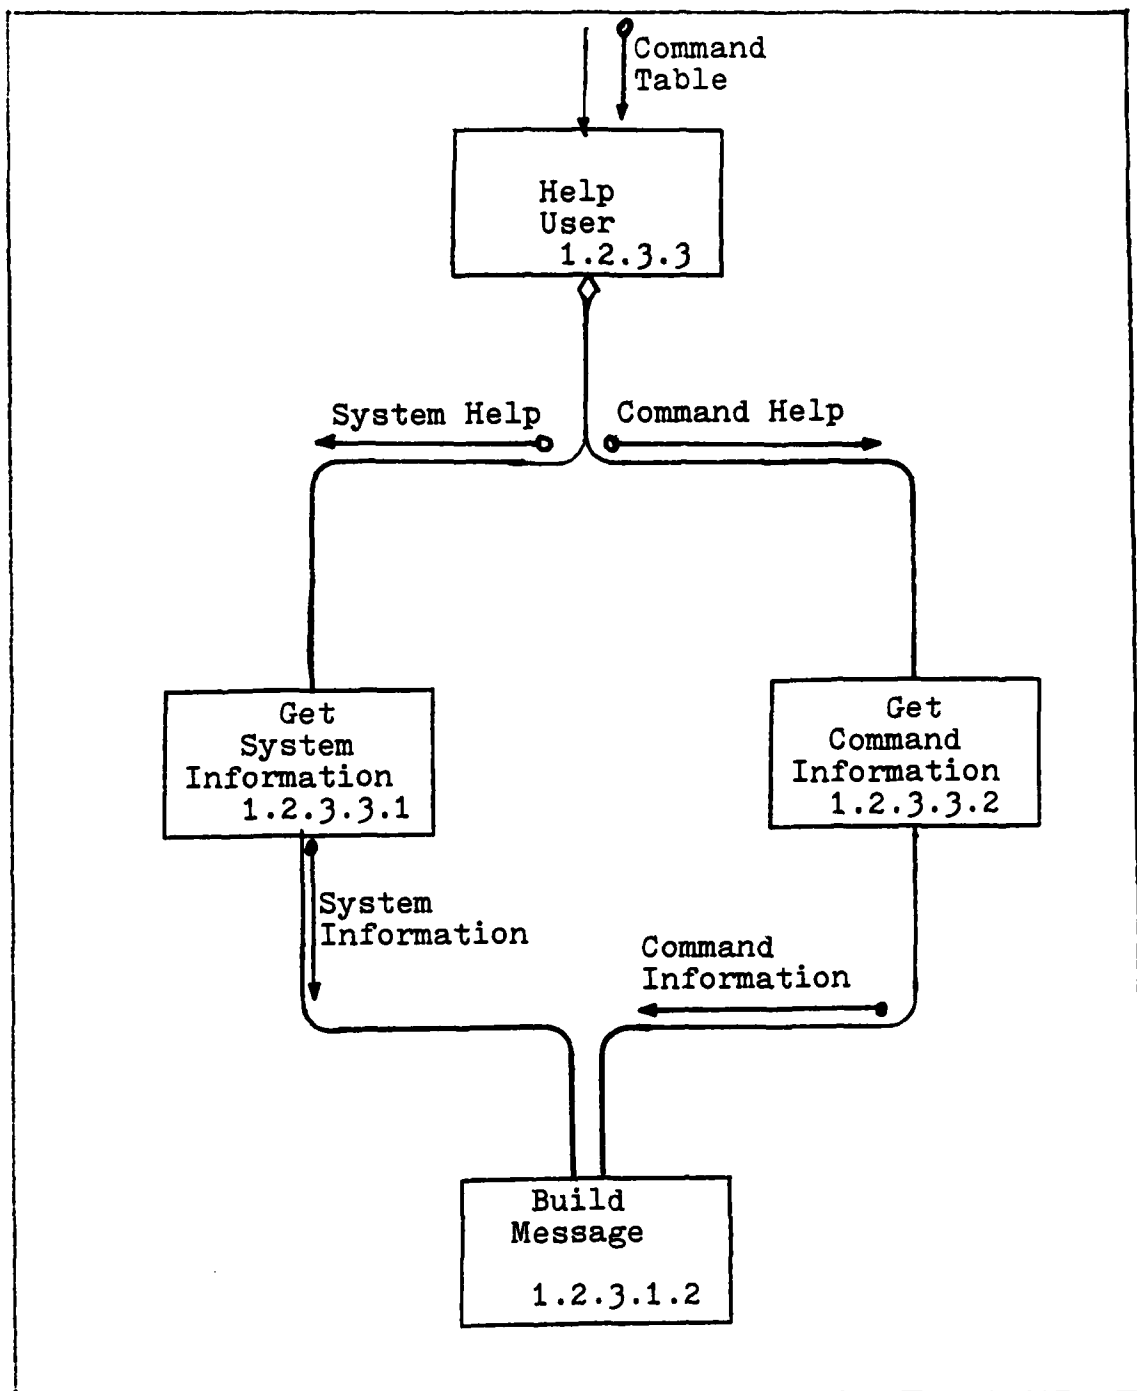 Command
Table
Help
User
1.2.3.3
System Help
Command Help
Get
System
Information
1.2.3.3.1
Get
Command
Information
1.2.3.3.2
System
Information
Command
Information
Build
Message
1.2.3.1.2